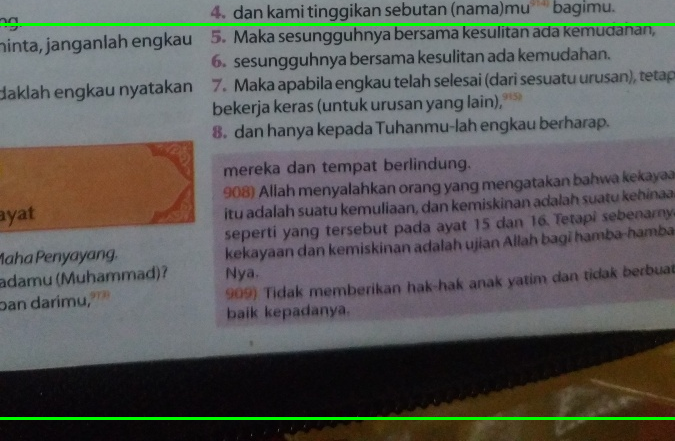 ng.
ninta, janganlah engkau
daklah engkau nyatakan
ayat
Maha Penyayang.
adamu (Muhammad)?
ban darimu,⁹¹³⁾
4. dan kami tinggikan sebutan (nama)mu⁹¹⁴⁾ bagimu.
5. Maka sesungguhnya bersama kesulitan ada kemudahan,
6. sesungguhnya bersama kesulitan ada kemudahan.
7. Maka apabila engkau telah selesai (dari sesuatu urusan), tetap
bekerja keras (untuk urusan yang lain),⁹¹⁵⁾
8. dan hanya kepada Tuhanmu-lah engkau berharap.
mereka dan tempat berlindung.
908) Allah menyalahkan orang yang mengatakan bahwa kekayaa
itu adalah suatu kemuliaan, dan kemiskinan adalah suatu kehinaa
seperti yang tersebut pada ayat 15 dan 16. Tetapi sebenarny
kekayaan dan kemiskinan adalah ujian Allah bagi hamba-hamba
Nya.
909) Tidak memberikan hak-hak anak yatim dan tidak berbuat
baik kepadanya.